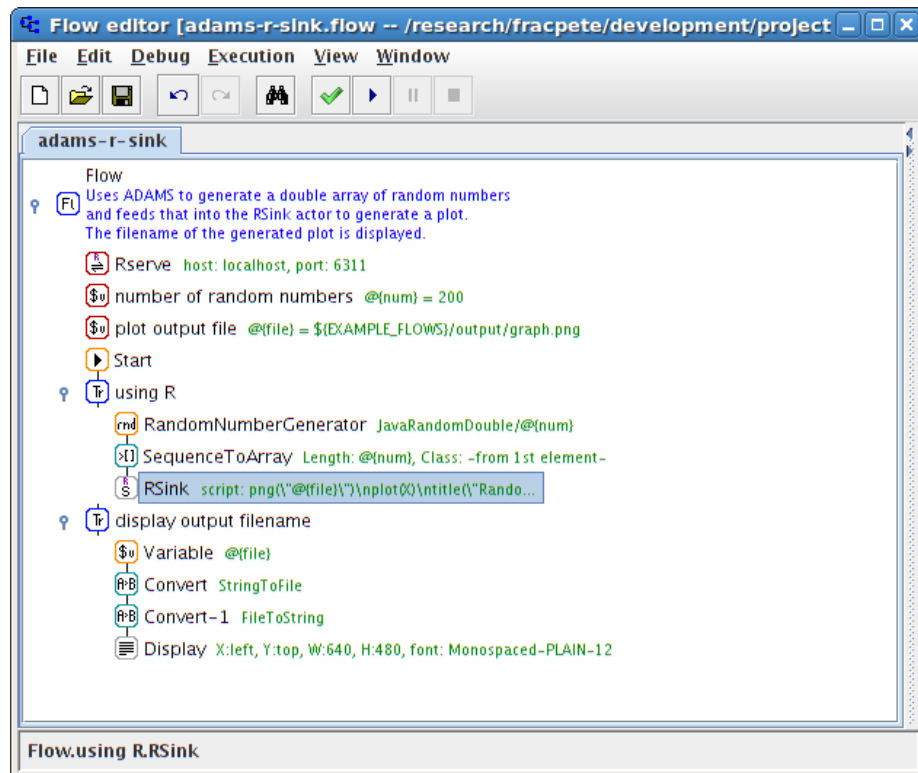 Flow editor [adams-r-sink.flow -- /research/fracpete/development/project
File Edit Debug Execution View Window
adams-r-sink
Flow
Uses ADAMS to generate a double array of random numbers
and feeds that into the RSink actor to generate a plot.
The filename of the generated plot is displayed.
Rserve host: localhost, port: 6311
number of random numbers @{num} = 200
plot output file @{file} = ${EXAMPLE_FLOWS}/output/graph.png
Start
using R
RandomNumberGenerator JavaRandomDouble/@{num}
SequenceToArray Length: @{num}, Class: -from 1st element-
RSink script: png(\"@{file}\")\nplot(X)\ntitle(\"Rando...
display output filename
Variable @{file}
Convert StringToFile
Convert-1 FileToString
Display X:left, Y:top, W:640, H:480, font: Monospaced-PLAIN-12
Flow.using R.RSink